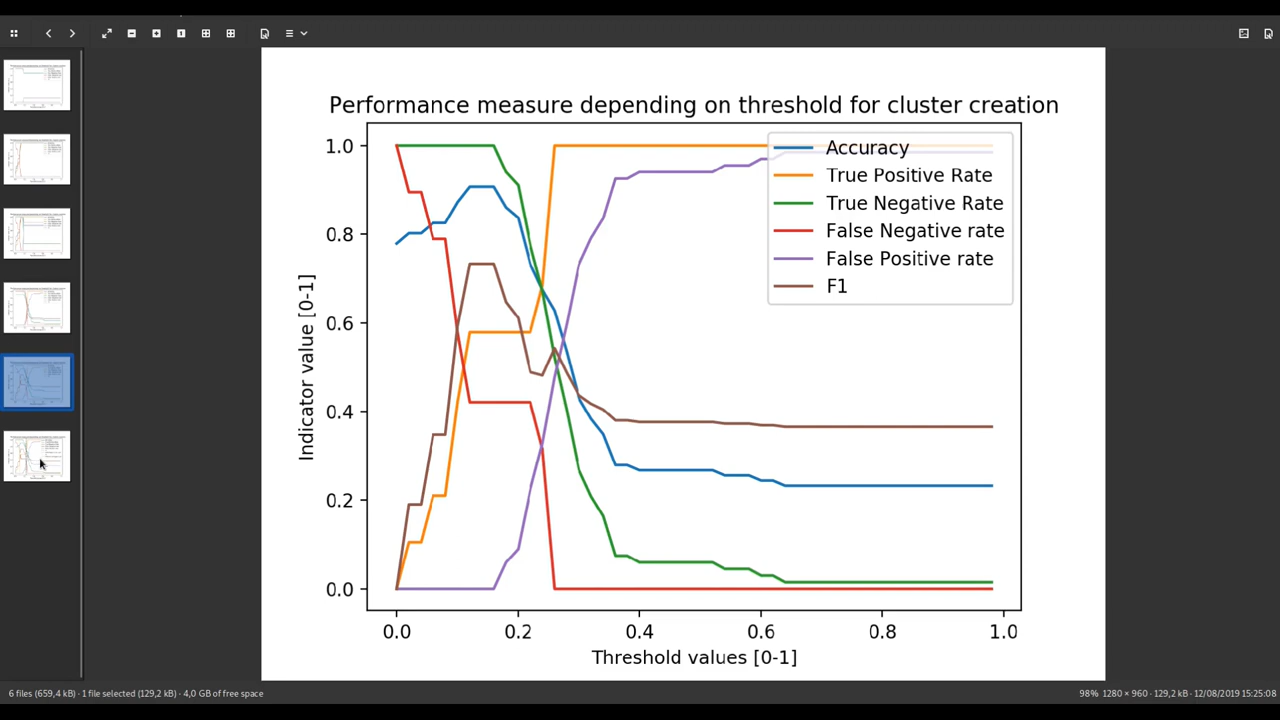 Performance measure depending on threshold for cluster creation
1.0
0.8
0.6
0.4
0.2
0.0
Indicator value [0-1]
Accuracy
True Positive Rate
True Negative Rate
False Negative rate
False Positive rate
F1
0.0 0.2 0.4 0.6 0.8 1.0
Threshold values [0-1]
6 files (659,4 kB) · 1 file selected (129,2 kB) · 4,0 GB of free space
98% 1280 × 960 · 129,2 kB · 12/08/2019 15:25:08